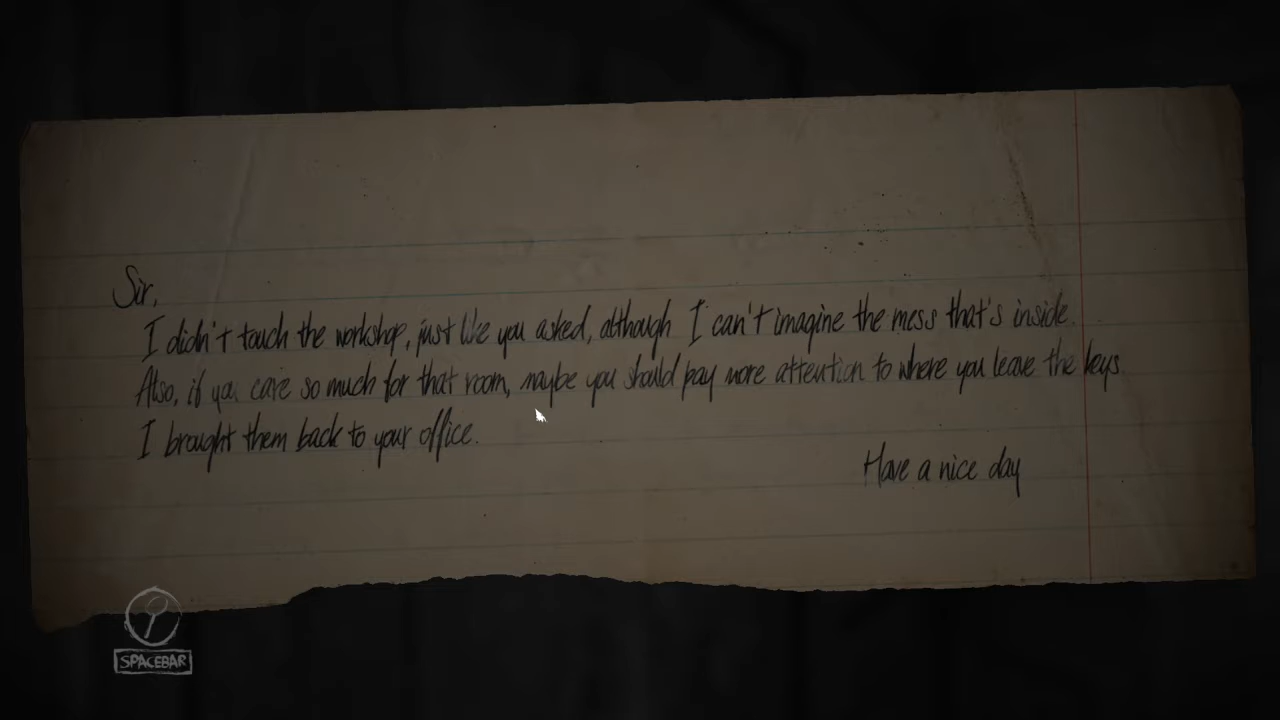 Sir,
I didn't touch the workshop, just like you asked, although I can't imagine the mess that's inside.
Also, if you care so much for that room, maybe you should pay more attention to where you leave the keys.
I brought them back to your office.
Have a nice day
SPACEBAR